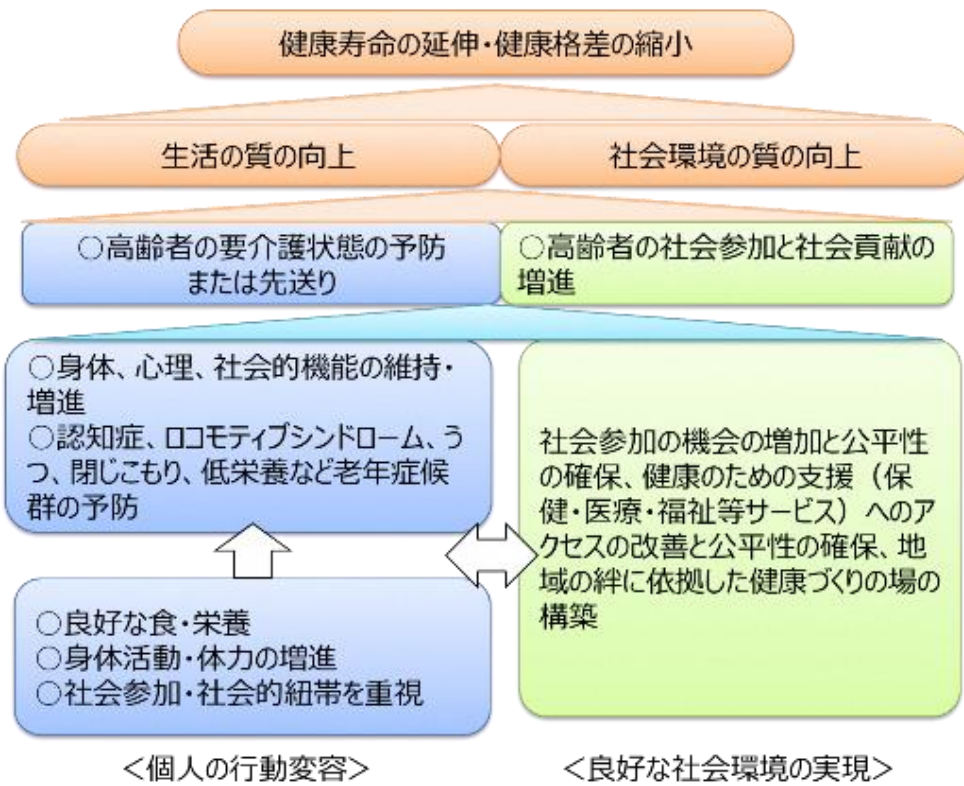 健康寿命の延伸・健康格差の縮小
生活の質の向上
社会環境の質の向上
○高齢者の要介護状態の予防
または先送り
○高齢者の社会参加と社会貢献の
増進
○身体、心理、社会的機能の維持・
増進
○認知症、ロコモティブシンドローム、う
つ、閉じこもり、低栄養など老年症候
群の予防
社会参加の機会の増加と公平性
の確保、健康のための支援（保
健・医療・福祉等サービス）へのア
クセスの改善と公平性の確保、地
域の絆に依拠した健康づくりの場の
構築
○良好な食・栄養
○身体活動・体力の増進
○社会参加・社会的紐帯を重視
＜個人の行動変容＞
＜良好な社会環境の実現＞